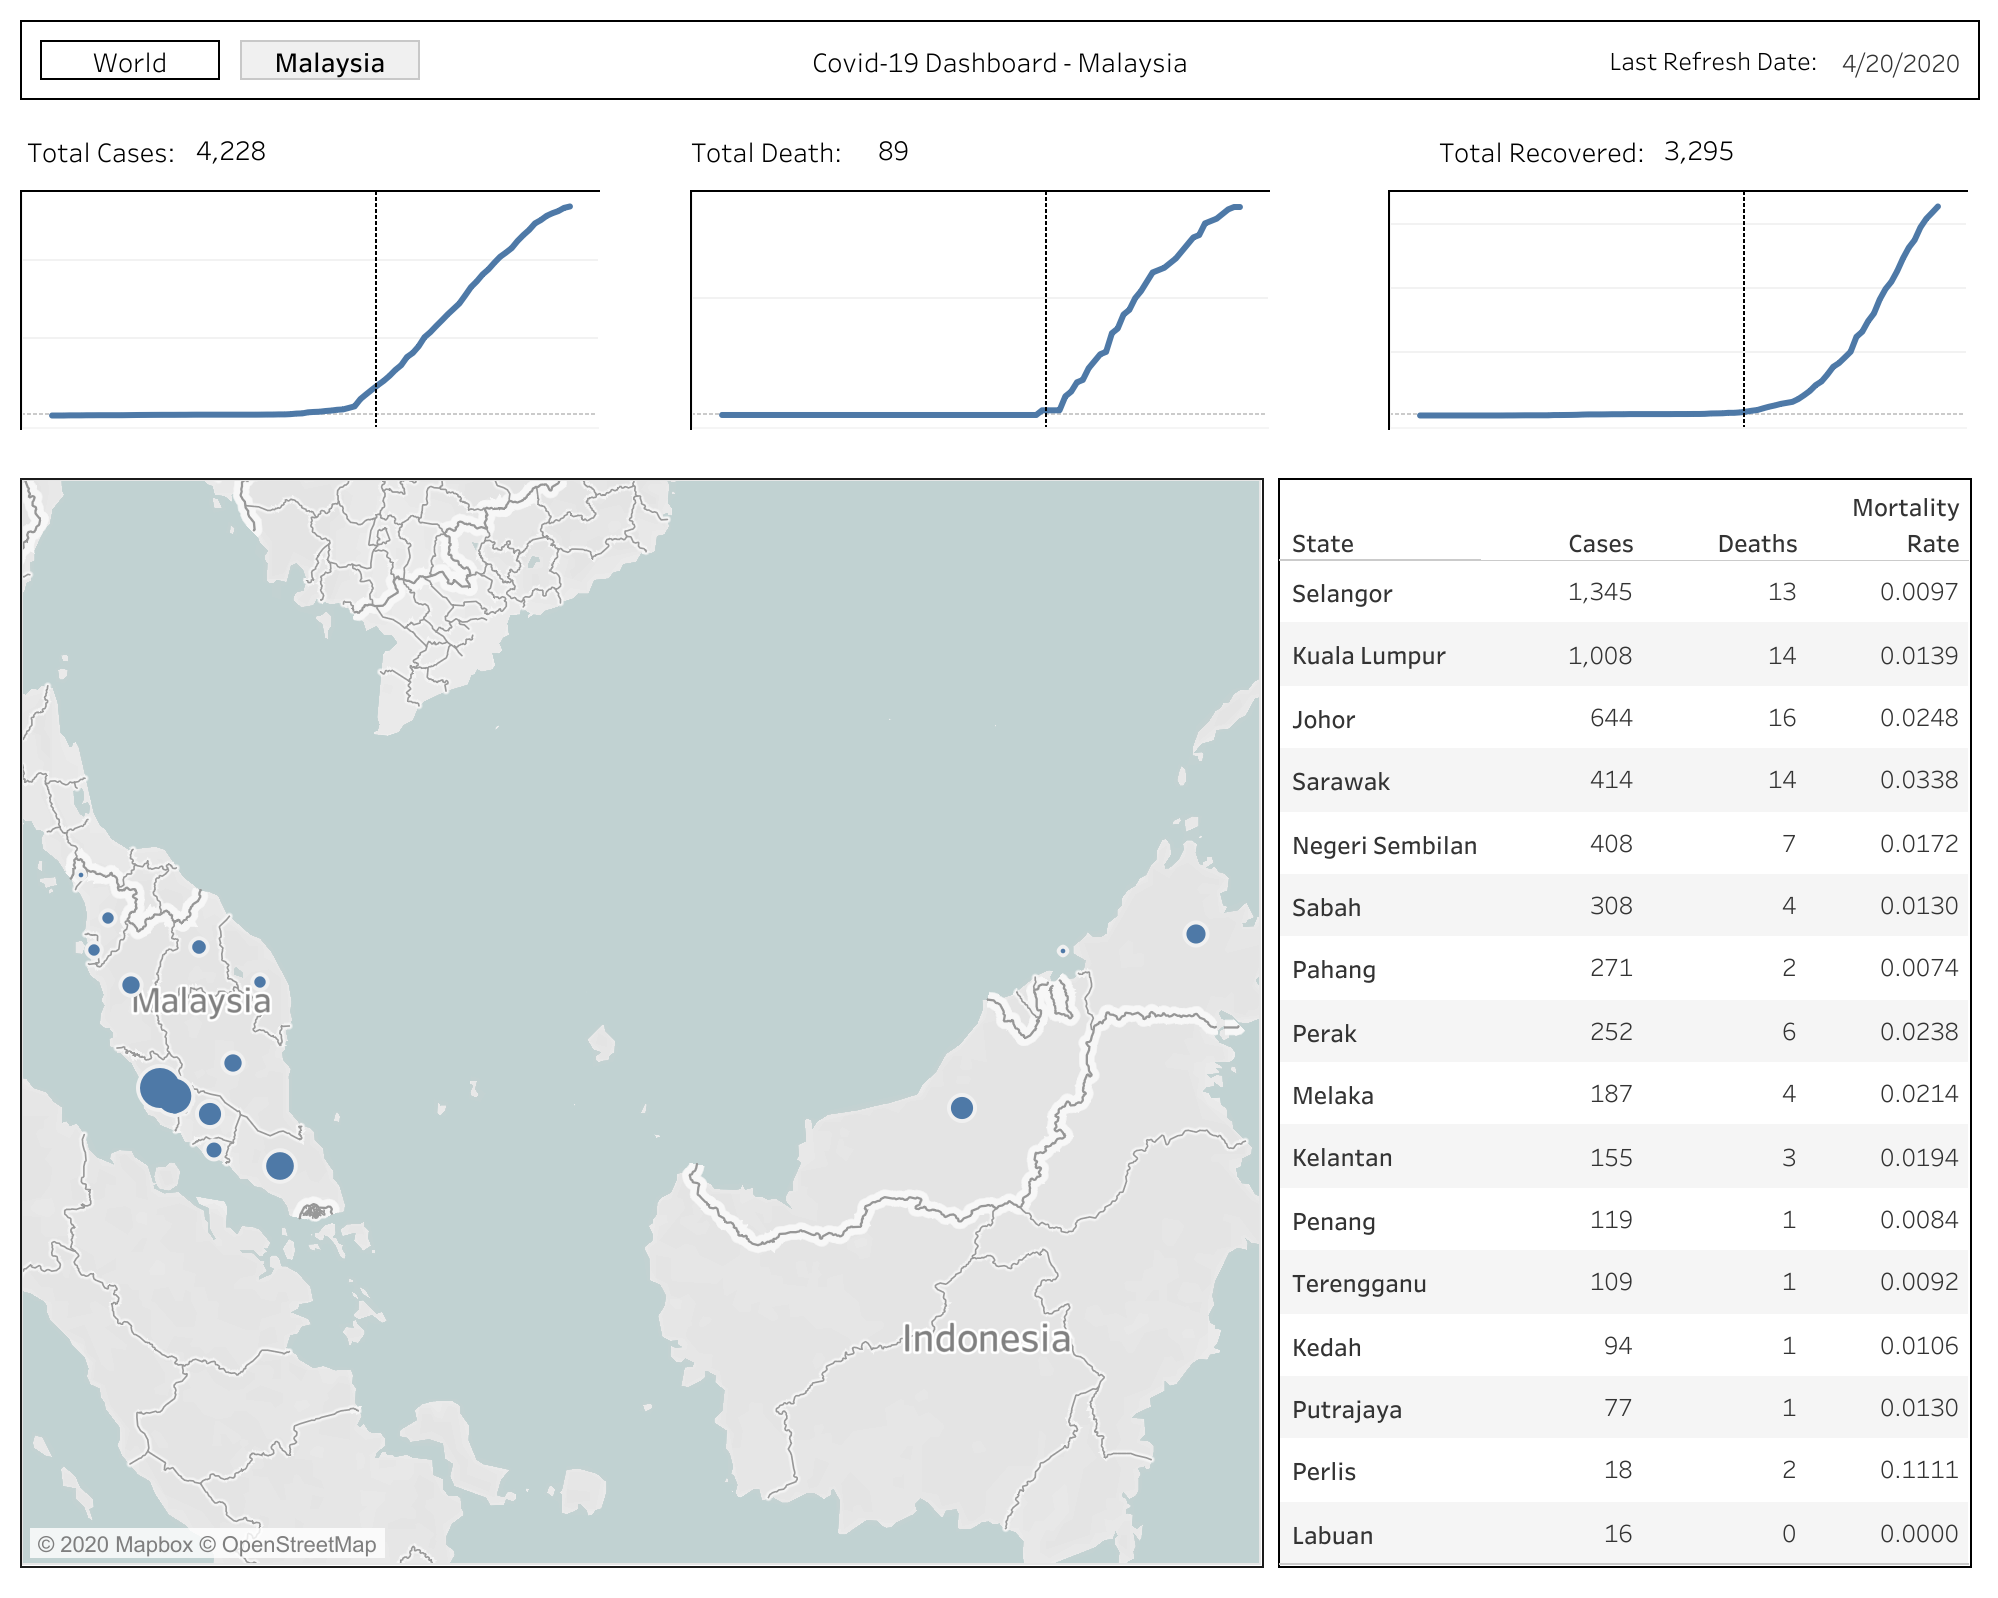 World
Malaysia
Covid-19 Dashboard - Malaysia
Last Refresh Date: 4/20/2020
Total Cases: 4,228
Total Death: 89
Total Recovered: 3,295
Malaysia
Indonesia
© 2020 Mapbox © OpenStreetMap
State Cases Deaths Mortality Rate
Selangor 1,345 13 0.0097
Kuala Lumpur 1,008 14 0.0139
Johor 644 16 0.0248
Sarawak 414 14 0.0338
Negeri Sembilan 408 7 0.0172
Sabah 308 4 0.0130
Pahang 271 2 0.0074
Perak 252 6 0.0238
Melaka 187 4 0.0214
Kelantan 155 3 0.0194
Penang 119 1 0.0084
Terengganu 109 1 0.0092
Kedah 94 1 0.0106
Putrajaya 77 1 0.0130
Perlis 18 2 0.1111
Labuan 16 0 0.0000